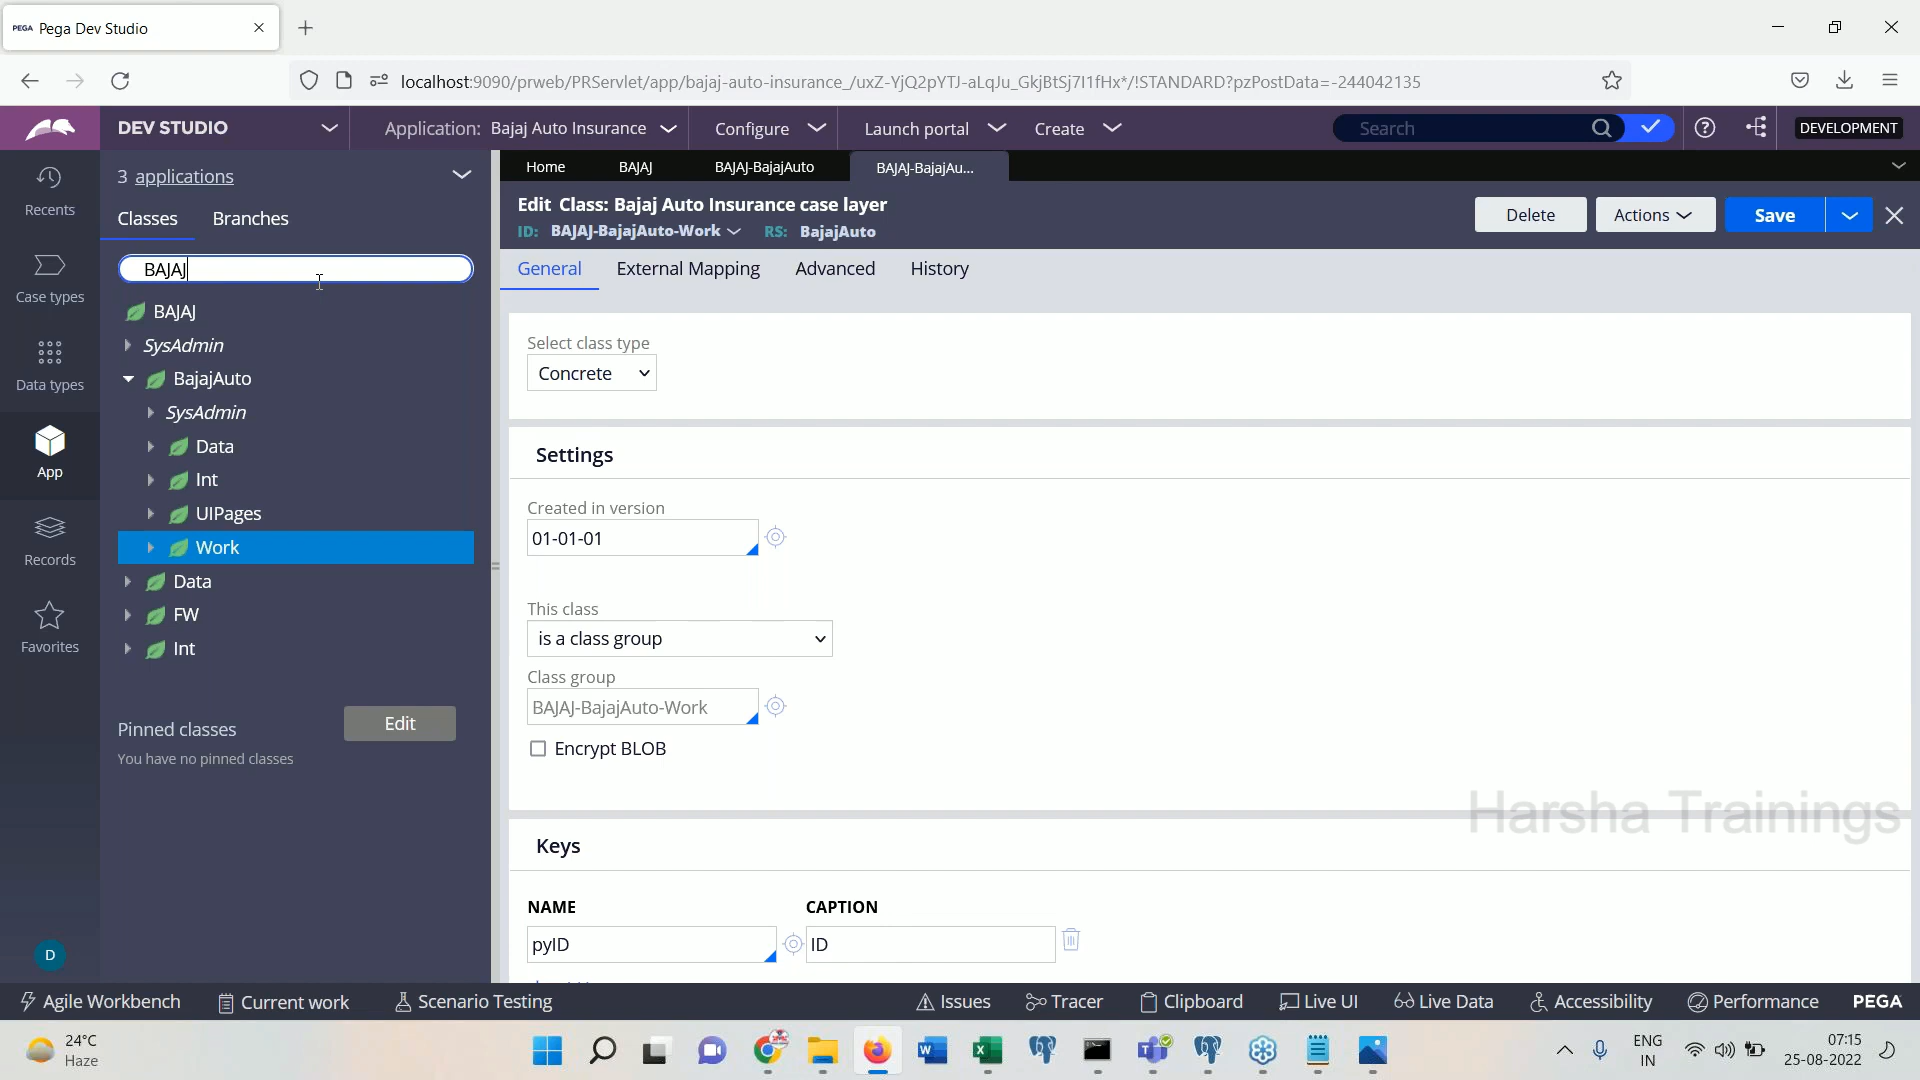 PEGA Pega Dev Studio
localhost:9090/prweb/PRServlet/app/bajaj-auto-insurance_/uxZ-YjQ2pYTJ-aLqJu_GkjBtSj7I1fHx*/!STANDARD?pzPostData=-244042135
DEV STUDIO
Application: Bajaj Auto Insurance
Configure
Launch portal
Create
Search
DEVELOPMENT
Recents
Case types
Data types
App
Records
Favorites
D
3 applications
Classes
Branches
BAJAJ
BAJAJ
SysAdmin
BajajAuto
SysAdmin
Data
Int
UIPages
Work
Data
FW
Int
Pinned classes
Edit
You have no pinned classes
Home
BAJAJ
BAJAJ-BajajAuto
BAJAJ-BajajAu...
Edit Class: Bajaj Auto Insurance case layer
ID: BAJAJ-BajajAuto-Work RS: BajajAuto
Delete
Actions
Save
General
External Mapping
Advanced
History
Select class type
Concrete
Settings
Created in version
01-01-01
This class
is a class group
Class group
BAJAJ-BajajAuto-Work
Encrypt BLOB
Harsha Trainings
Keys
NAME
CAPTION
pyID
ID
Agile Workbench
Current work
Scenario Testing
Issues
Tracer
Clipboard
Live UI
Live Data
Accessibility
Performance
PEGA
24°C
Haze
ENG
IN
07:15
25-08-2022